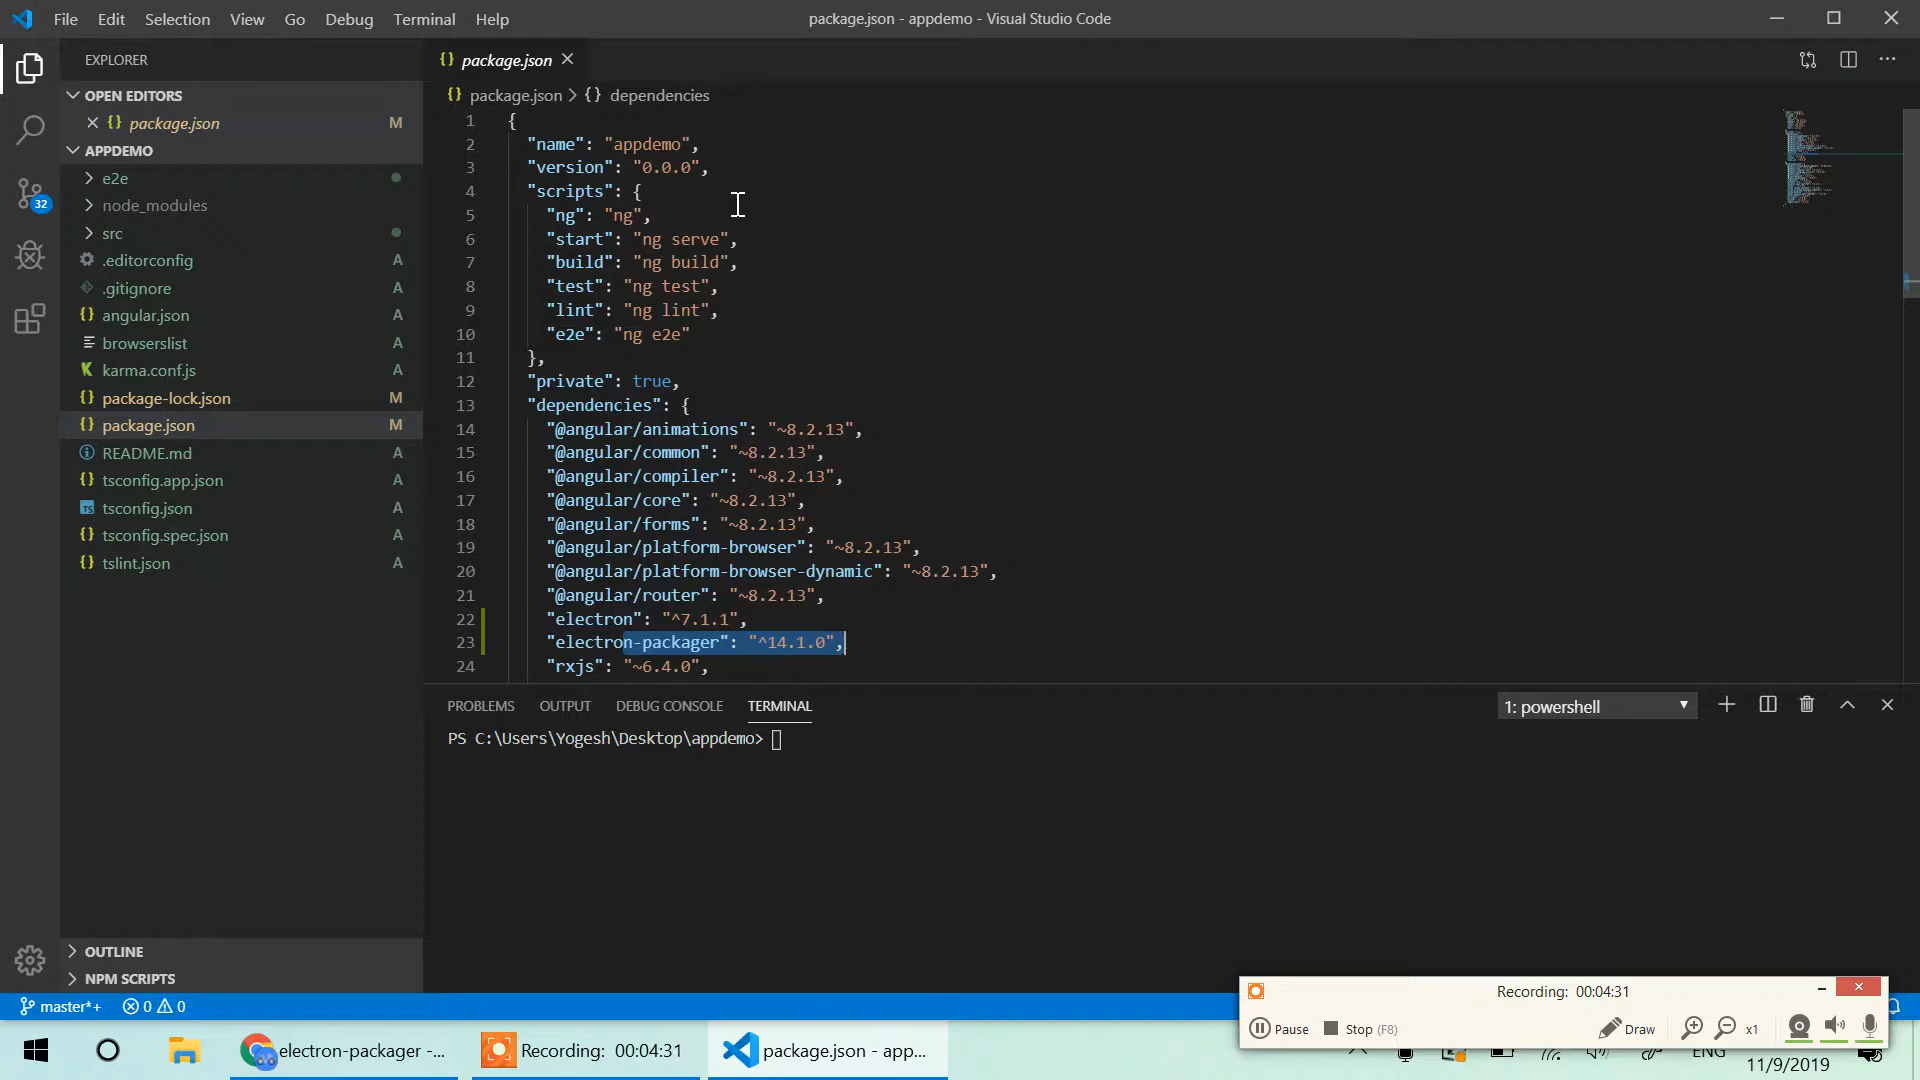 File Edit Selection View Go Debug Terminal Help
package.json - appdemo - Visual Studio Code
EXPLORER
OPEN EDITORS
package.json M
APPDEMO
e2e
node_modules
src
.editorconfig A
.gitignore A
angular.json A
browserslist A
karma.conf.js A
package-lock.json M
package.json M
README.md A
tsconfig.app.json A
tsconfig.json A
tsconfig.spec.json A
tslint.json A
OUTLINE
NPM SCRIPTS
32
package.json
package.json > {} dependencies
1 {
2 "name": "appdemo",
3 "version": "0.0.0",
4 "scripts": {
5 "ng": "ng",
6 "start": "ng serve",
7 "build": "ng build",
8 "test": "ng test",
9 "lint": "ng lint",
10 "e2e": "ng e2e"
11 },
12 "private": true,
13 "dependencies": {
14 "@angular/animations": "~8.2.13",
15 "@angular/common": "~8.2.13",
16 "@angular/compiler": "~8.2.13",
17 "@angular/core": "~8.2.13",
18 "@angular/forms": "~8.2.13",
19 "@angular/platform-browser": "~8.2.13",
20 "@angular/platform-browser-dynamic": "~8.2.13",
21 "@angular/router": "~8.2.13",
22 "electron": "^7.1.1",
23 "electron-packager": "^14.1.0",
24 "rxjs": "~6.4.0",
PROBLEMS OUTPUT DEBUG CONSOLE TERMINAL
1: powershell
PS C:\Users\Yogesh\Desktop\appdemo>
master*+ 0 0
Recording: 00:04:31
Pause Stop (F8) Draw x1
electron-packager -...
Recording: 00:04:31
package.json - app...
ENG
11/9/2019